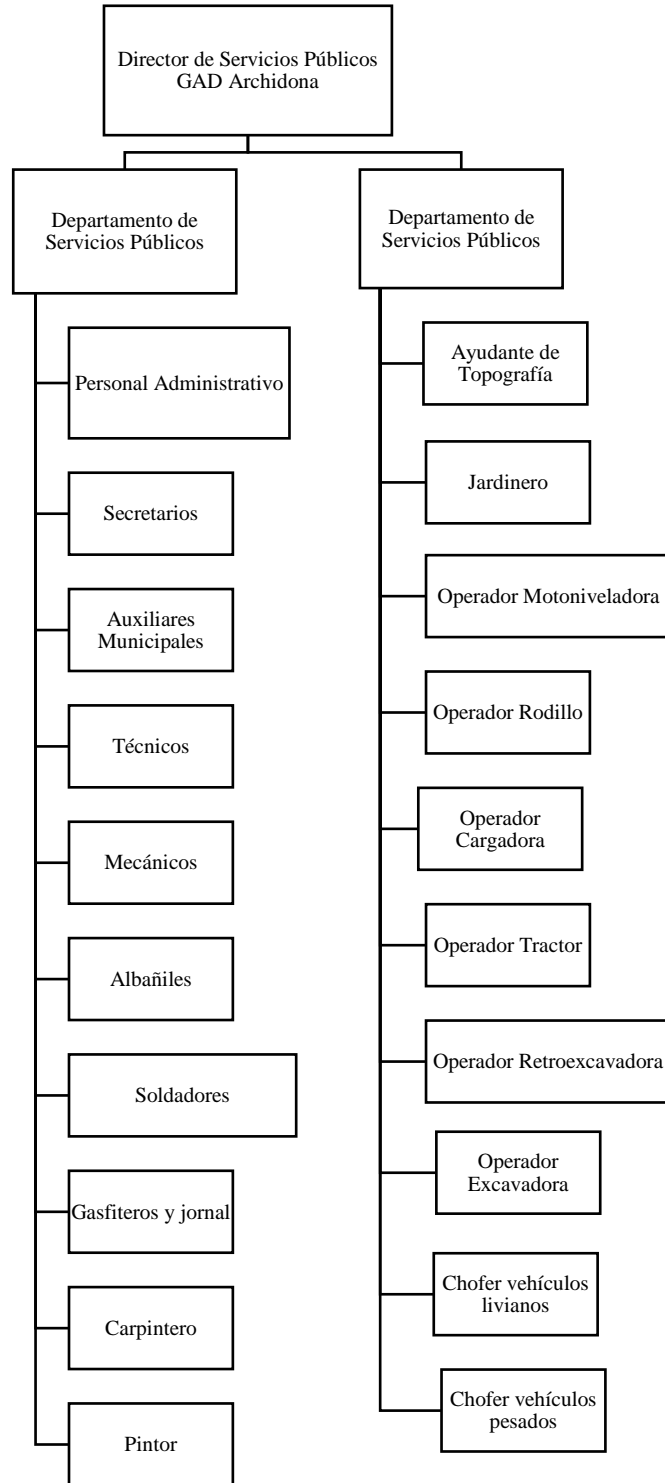 Director de Servicios Públicos
GAD Archidona
Departamento de
Servicios Públicos
Personal Administrativo
Secretarios
Auxiliares
Municipales
Técnicos
Mecánicos
Albañiles
Soldadores
Gasfiteros y jornal
Carpintero
Pintor
Departamento de
Servicios Públicos
Ayudante de
Topografía
Jardinero
Operador Motoniveladora
Operador Rodillo
Operador
Cargadora
Operador Tractor
Operador Retroexcavadora
Operador
Excavadora
Chofer vehículos
livianos
Chofer vehículos
pesados